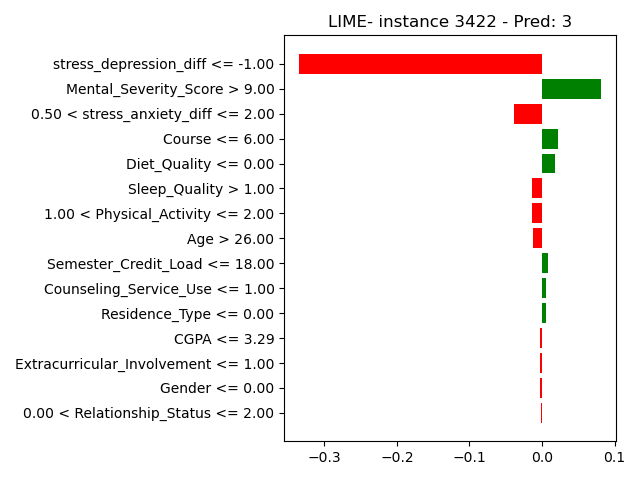 LIME- instance 3422 - Pred: 3
stress_depression_diff <= -1.00
Mental_Severity_Score > 9.00
0.50 < stress_anxiety_diff <= 2.00
Course <= 6.00
Diet_Quality <= 0.00
Sleep_Quality > 1.00
1.00 < Physical_Activity <= 2.00
Age > 26.00
Semester_Credit_Load <= 18.00
Counseling_Service_Use <= 1.00
Residence_Type <= 0.00
CGPA <= 3.29
Extracurricular_Involvement <= 1.00
Gender <= 0.00
0.00 < Relationship_Status <= 2.00
−0.3 −0.2 −0.1 0.0 0.1